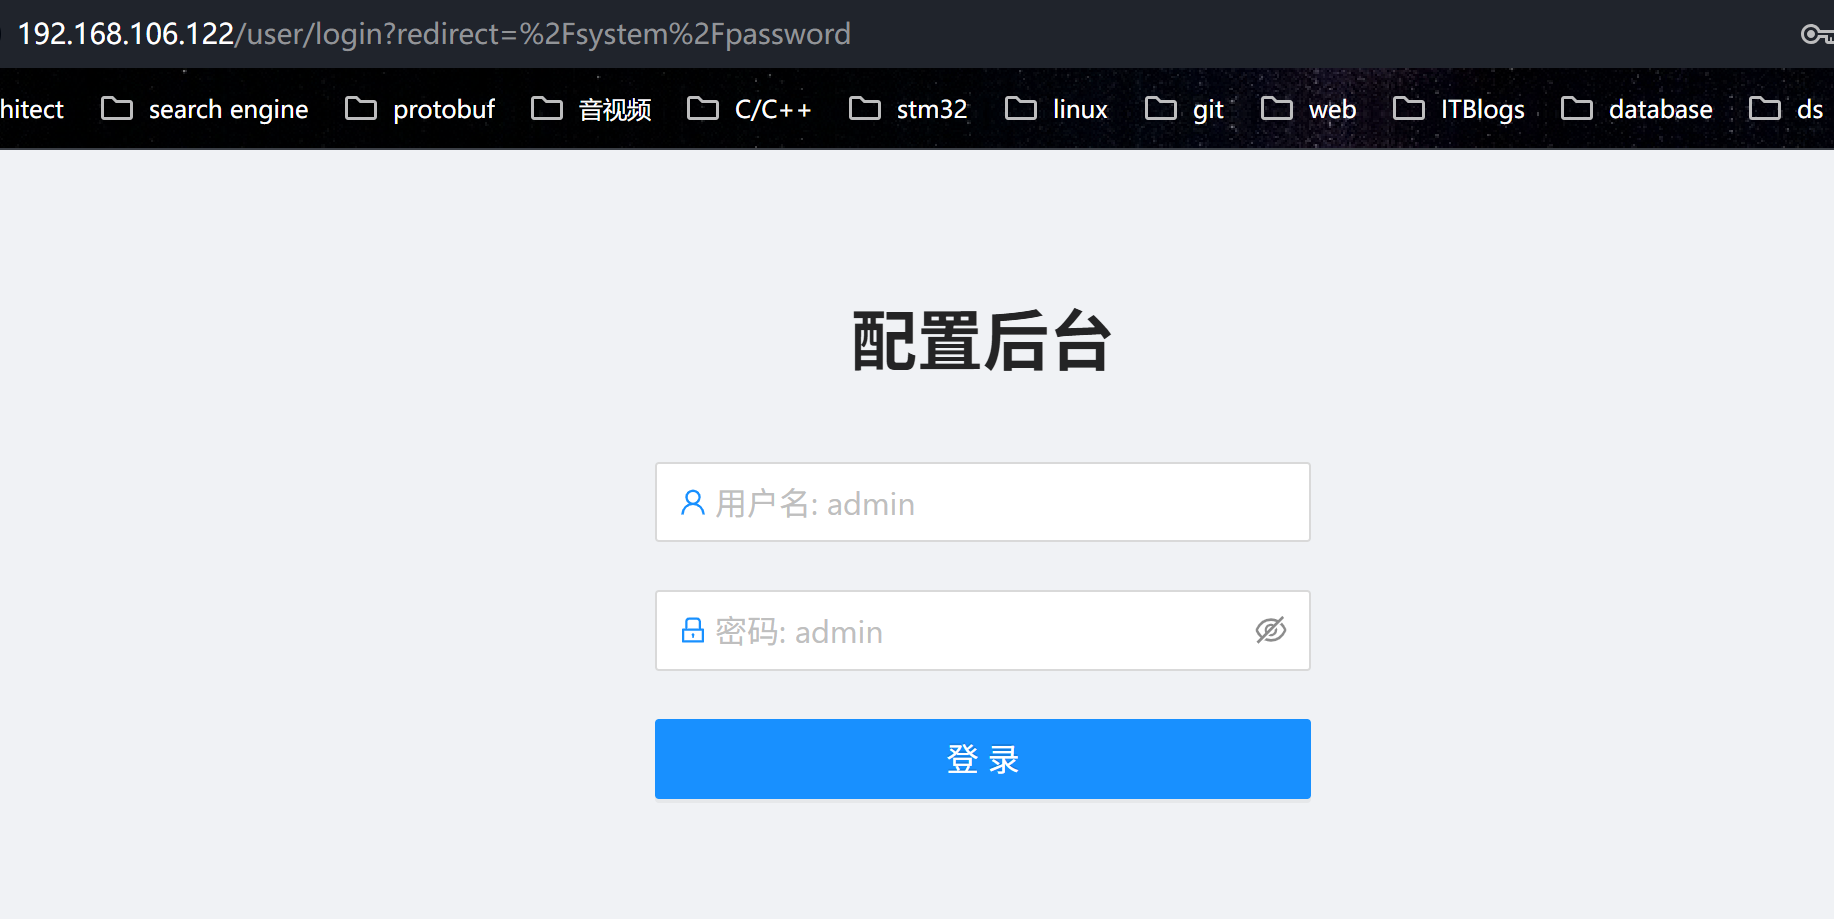 192.168.106.122/user/login?redirect=%2Fsystem%2Fpassword
hitect search engine protobuf 音视频 C/C++ stm32 linux git web ITBlogs database ds
配置后台
用户名: admin
密码: admin
登 录